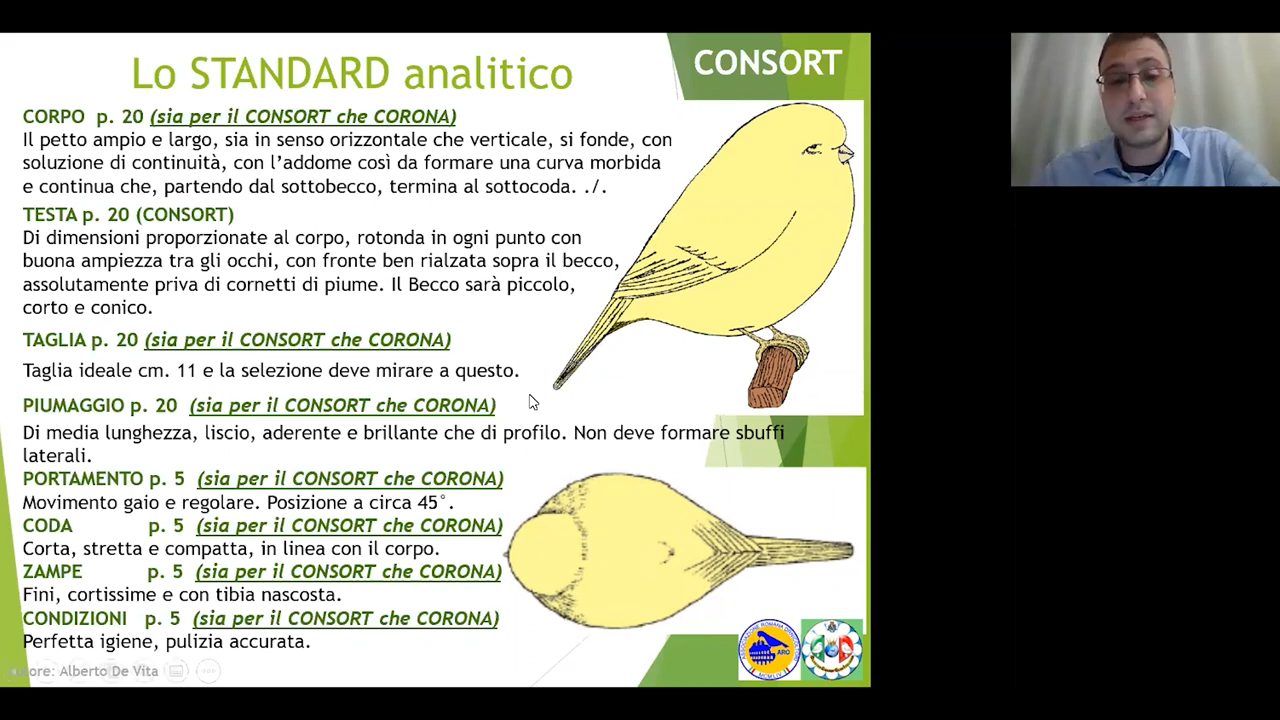 Lo STANDARD analitico
CONSORT
CORPO p. 20 (sia per il CONSORT che CORONA)
Il petto ampio e largo, sia in senso orizzontale che verticale, si fonde, con
soluzione di continuità, con l’addome così da formare una curva morbida
e continua che, partendo dal sottobecco, termina al sottocoda. ./.
TESTA p. 20 (CONSORT)
Di dimensioni proporzionate al corpo, rotonda in ogni punto con
buona ampiezza tra gli occhi, con fronte ben rialzata sopra il becco,
assolutamente priva di cornetti di piume. Il Becco sarà piccolo,
corto e conico.
TAGLIA p. 20 (sia per il CONSORT che CORONA)
Taglia ideale cm. 11 e la selezione deve mirare a questo.
PIUMAGGIO p. 20 (sia per il CONSORT che CORONA)
Di media lunghezza, liscio, aderente e brillante che di profilo. Non deve formare sbuffi
laterali.
PORTAMENTO p. 5 (sia per il CONSORT che CORONA)
Movimento gaio e regolare. Posizione a circa 45°.
CODA p. 5 (sia per il CONSORT che CORONA)
Corta, stretta e compatta, in linea con il corpo.
ZAMPE p. 5 (sia per il CONSORT che CORONA)
Fini, cortissime e con tibia nascosta.
CONDIZIONI p. 5 (sia per il CONSORT che CORONA)
Perfetta igiene, pulizia accurata.
Autore: Alberto De Vita
ARO